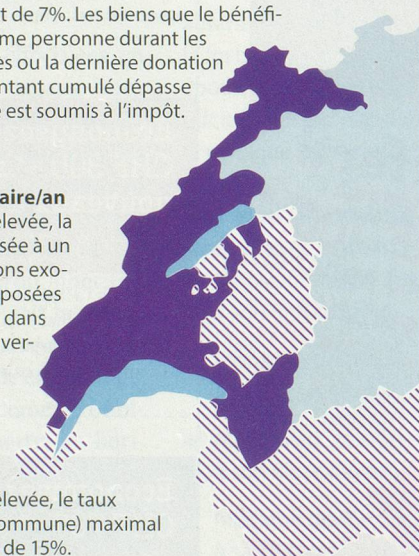 t de 7%. Les biens que le bénéfi-
me personne durant les
es ou la dernière donation
ntant cumulé dépasse
e est soumis à l'impôt.
aire/an
elevée, la
sée à un
ons exo-
posées
dans
ver-
elevée, le taux
ommune) maximal
de 15%.